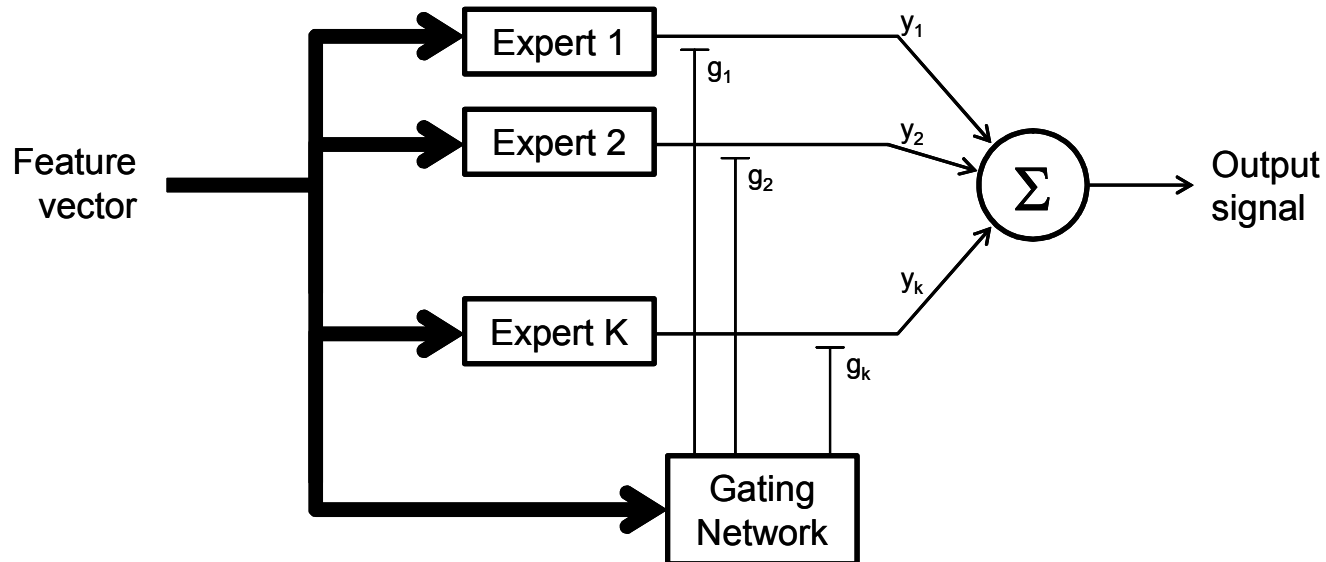 Expert 1
y1
g1
Feature
vector
Expert 2
y2
g2
Σ
Output
signal
Expert K
yk
gk
Gating
Network